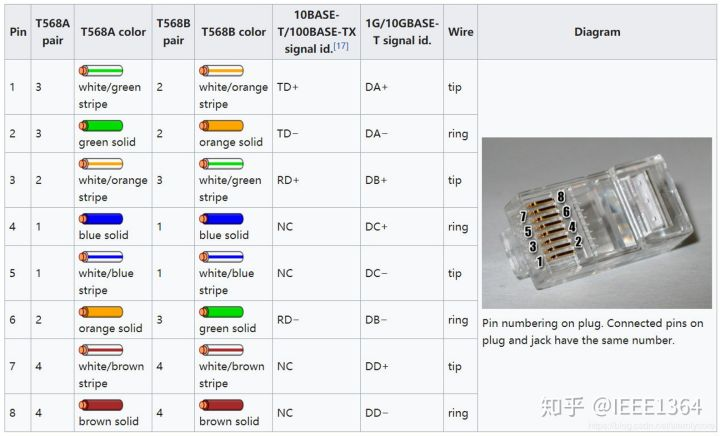 Pin
T568A
pair
T568A color
T568B
pair
T568B color
10BASE-
T/100BASE-TX
signal id.[17]
1G/10GBASE-
T signal id.
Wire
Diagram
1
3
white/green
stripe
2
white/orange
stripe
TD+
DA+
tip
2
3
green solid
2
orange solid
TD−
DA−
ring
3
2
white/orange
stripe
3
white/green
stripe
RD+
DB+
tip
4
1
blue solid
1
blue solid
NC
DC+
ring
5
1
white/blue
stripe
1
white/blue
stripe
NC
DC−
tip
6
2
orange solid
3
green solid
RD−
DB−
ring
7
4
white/brown
stripe
4
white/brown
stripe
NC
DD+
tip
8
4
brown solid
4
brown solid
NC
DD−
ring
8
7
6
5
4
3
2
1
Pin numbering on plug. Connected pins on
plug and jack have the same number.
知乎 @IEEE1364